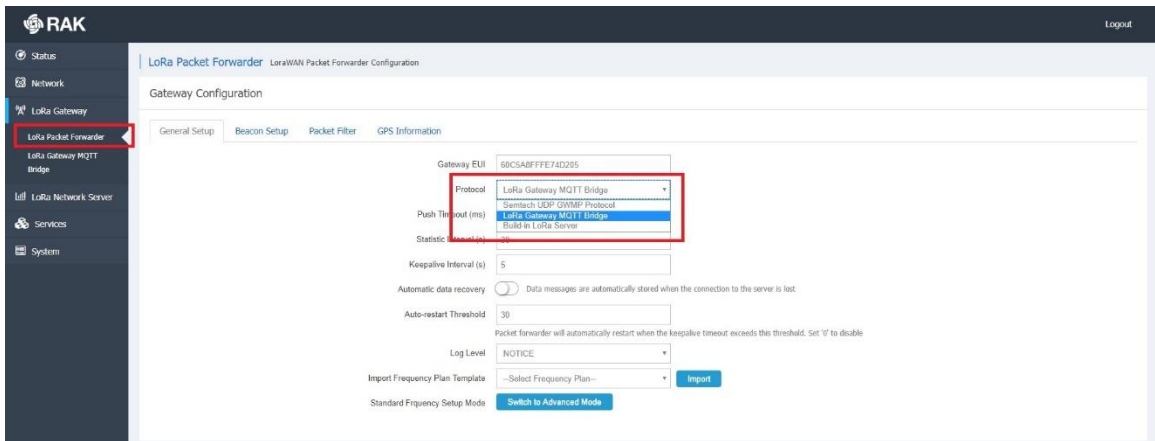 RAK
Logout
Status
Network
LoRa Gateway
LoRa Packet Forwarder
LoRa Gateway MQTT
Bridge
LoRa Network Server
Services
System
LoRa Packet Forwarder LoraWAN Packet Forwarder Configuration
Gateway Configuration
General Setup Beacon Setup Packet Filter GPS Information
Gateway EUI 60C5A8FFFE74D205
Protocol LoRa Gateway MQTT Bridge
Semtech UDP GWMP Protocol
LoRa Gateway MQTT Bridge
Build-in LoRa Server
Push Timeout (ms)
Statistic Interval (s) 30
Keepalive Interval (s) 5
Automatic data recovery Data messages are automatically stored when the connection to the server is lost
Auto-restart Threshold 30
Packet forwarder will automatically restart when the keepalive timeout exceeds this threshold. Set '0' to disable
Log Level NOTICE
Import Frequency Plan Template --Select Frequency Plan-- Import
Standard Frquency Setup Mode Switch to Advanced Mode